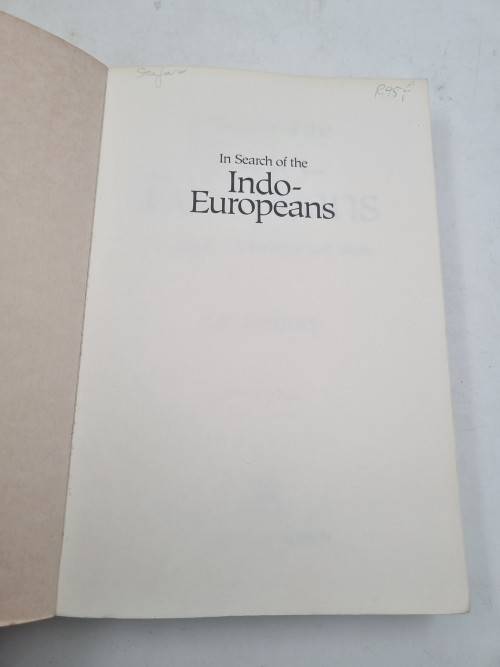 In Search of the
Indo-
Europeans